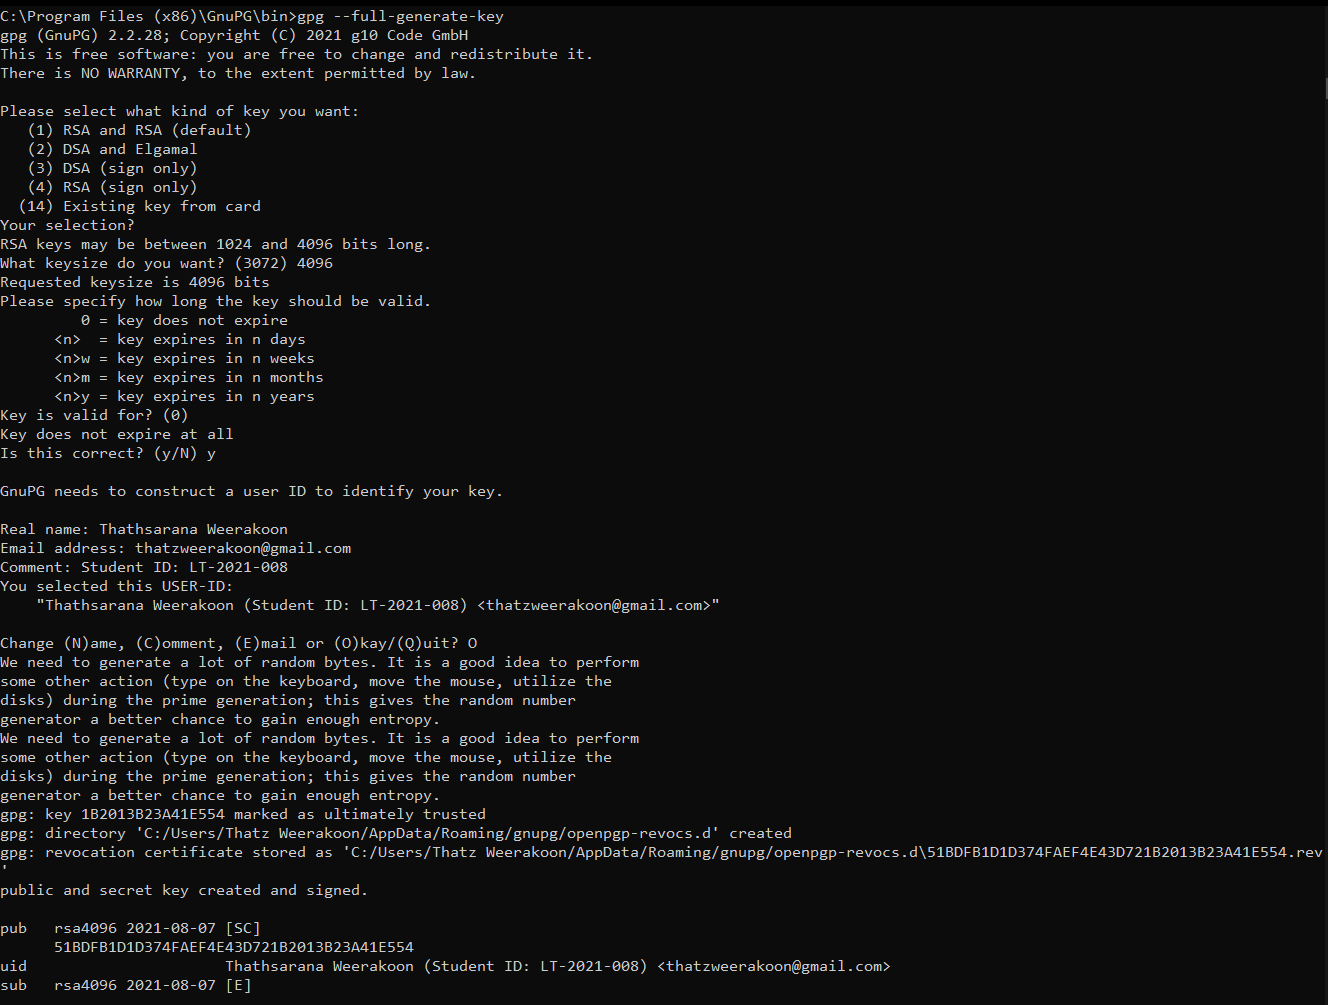 C:\Program Files (x86)\GnuPG\bin>gpg --full-generate-key
gpg (GnuPG) 2.2.28; Copyright (C) 2021 g10 Code GmbH
This is free software: you are free to change and redistribute it.
There is NO WARRANTY, to the extent permitted by law.

Please select what kind of key you want:
   (1) RSA and RSA (default)
   (2) DSA and Elgamal
   (3) DSA (sign only)
   (4) RSA (sign only)
  (14) Existing key from card
Your selection?
RSA keys may be between 1024 and 4096 bits long.
What keysize do you want? (3072) 4096
Requested keysize is 4096 bits
Please specify how long the key should be valid.
         0 = key does not expire
      <n>  = key expires in n days
      <n>w = key expires in n weeks
      <n>m = key expires in n months
      <n>y = key expires in n years
Key is valid for? (0)
Key does not expire at all
Is this correct? (y/N) y

GnuPG needs to construct a user ID to identify your key.

Real name: Thathsarana Weerakoon
Email address: thatzweerakoon@gmail.com
Comment: Student ID: LT-2021-008
You selected this USER-ID:
    "Thathsarana Weerakoon (Student ID: LT-2021-008) <thatzweerakoon@gmail.com>"

Change (N)ame, (C)omment, (E)mail or (O)kay/(Q)uit? O
We need to generate a lot of random bytes. It is a good idea to perform
some other action (type on the keyboard, move the mouse, utilize the
disks) during the prime generation; this gives the random number
generator a better chance to gain enough entropy.
We need to generate a lot of random bytes. It is a good idea to perform
some other action (type on the keyboard, move the mouse, utilize the
disks) during the prime generation; this gives the random number
generator a better chance to gain enough entropy.
gpg: key 1B2013B23A41E554 marked as ultimately trusted
gpg: directory 'C:/Users/Thatz Weerakoon/AppData/Roaming/gnupg/openpgp-revocs.d' created
gpg: revocation certificate stored as 'C:/Users/Thatz Weerakoon/AppData/Roaming/gnupg/openpgp-revocs.d\51BDFB1D1D374FAEF4E43D721B2013B23A41E554.rev
'
public and secret key created and signed.

pub   rsa4096 2021-08-07 [SC]
      51BDFB1D1D374FAEF4E43D721B2013B23A41E554
uid                      Thathsarana Weerakoon (Student ID: LT-2021-008) <thatzweerakoon@gmail.com>
sub   rsa4096 2021-08-07 [E]